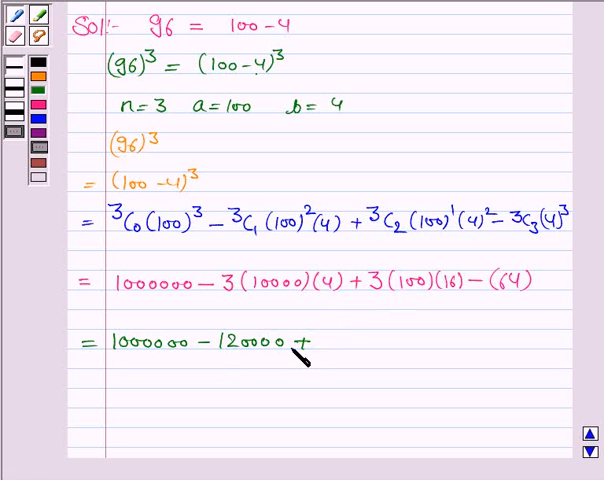 Sol:- 96 = 100-4
(96)³ = (100-4)³
n=3 a=100 b=4
(96)³
= (100-4)³
= ³C₀(100)³ - ³C₁(100)²(4) + ³C₂(100)¹(4)² - 3C₃(4)³
= 1000000 - 3(10000)(4) + 3(100)(16) - (64)
= 1000000 - 120000 +